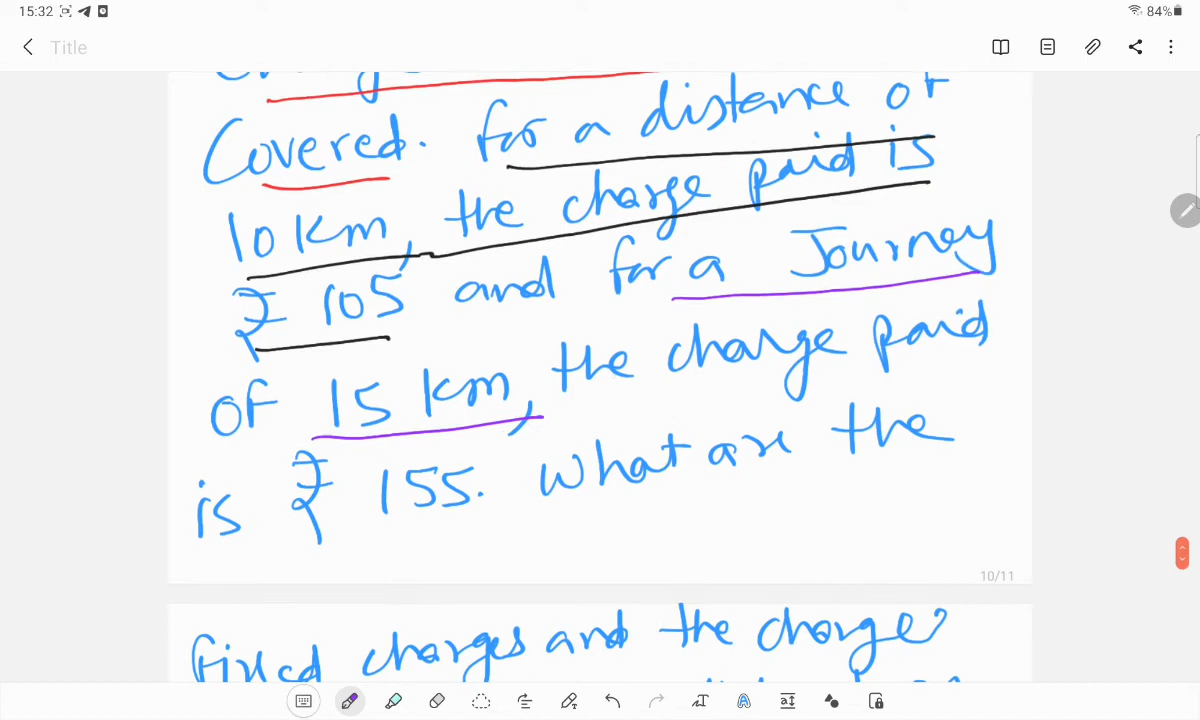 15:32
84%
Title
Covered. for a distance of
10 km, the charge paid is
₹ 105 and for a Journey
of 15 km, the charge paid
is ₹ 155. What are the
10/11
fixed charges and the charge